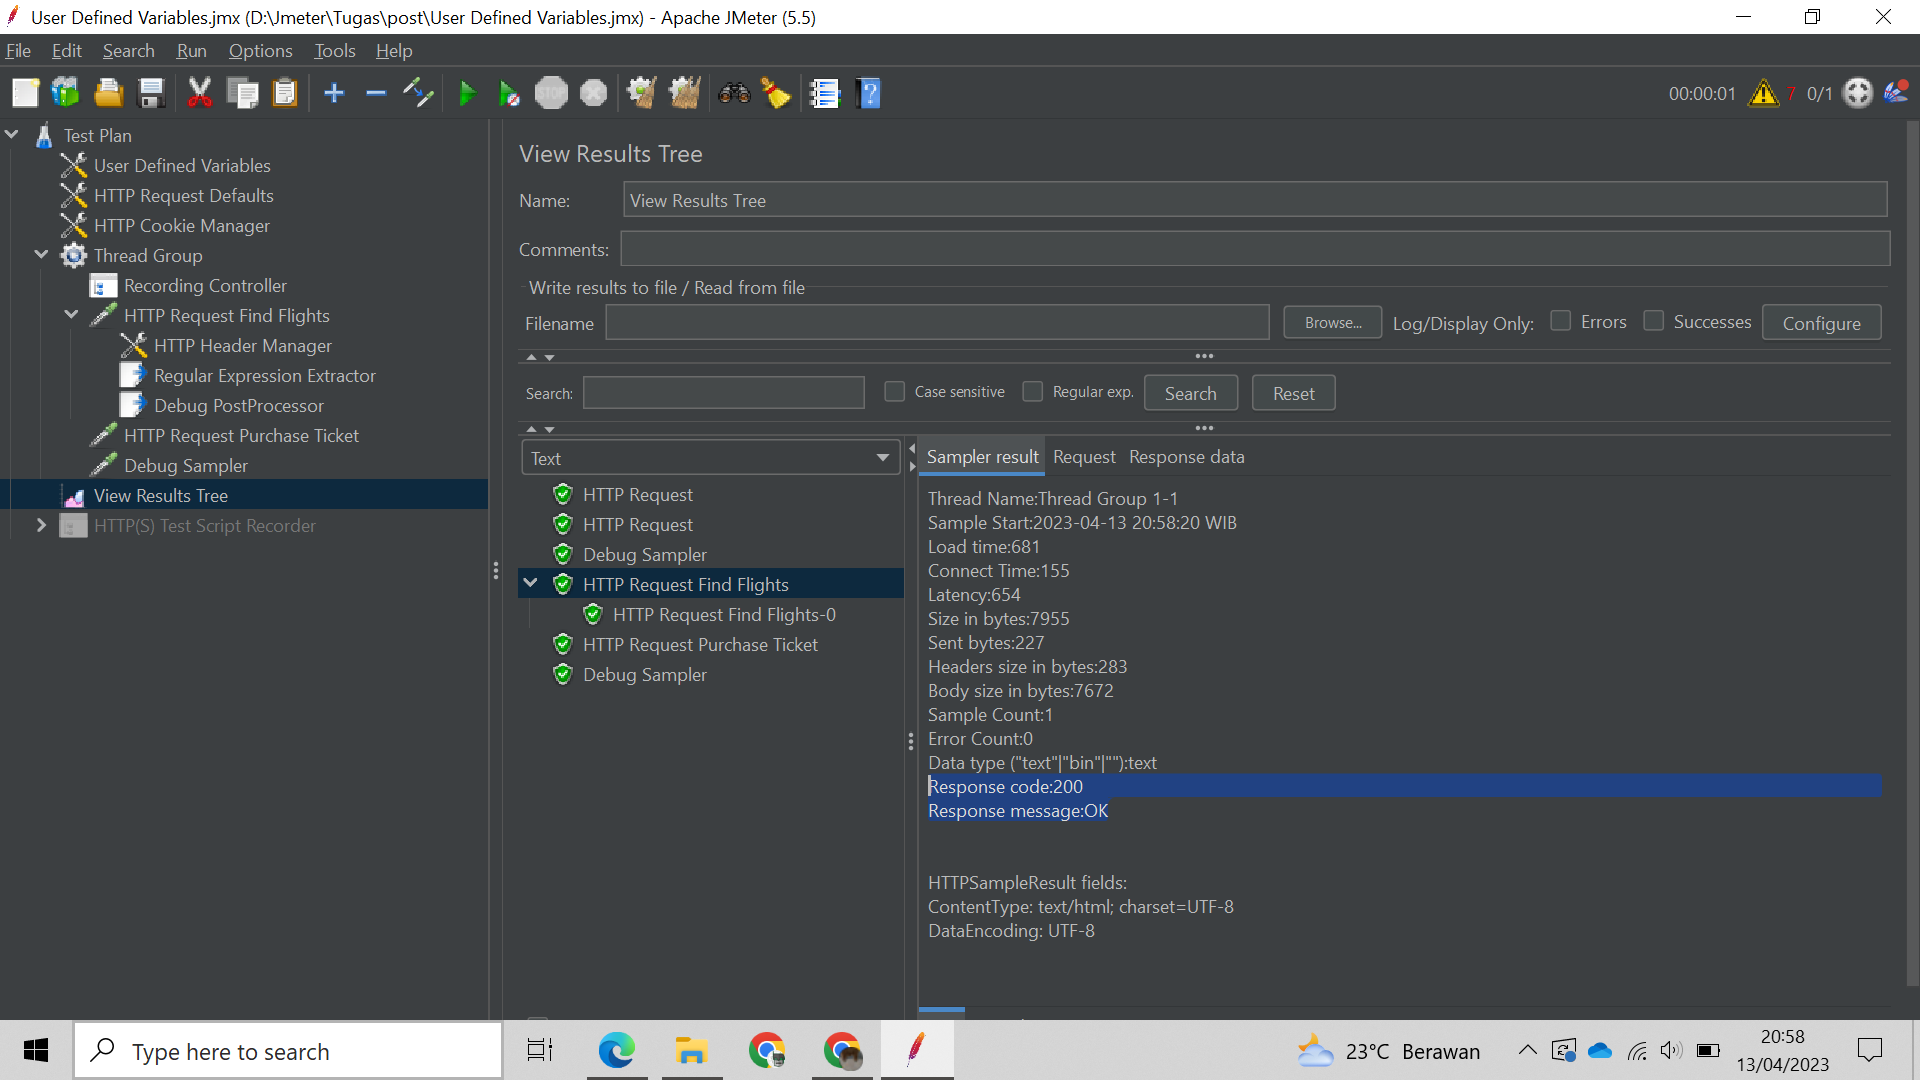 User Defined Variables.jmx (D:\Jmeter\Tugas\post\User Defined Variables.jmx) - Apache JMeter (5.5)
File Edit Search Run Options Tools Help
STOP
00:00:01 7 0/1
Test Plan
User Defined Variables
HTTP Request Defaults
HTTP Cookie Manager
Thread Group
Recording Controller
HTTP Request Find Flights
HTTP Header Manager
Regular Expression Extractor
Debug PostProcessor
HTTP Request Purchase Ticket
Debug Sampler
View Results Tree
HTTP(S) Test Script Recorder
View Results Tree
Name: View Results Tree
Comments:
Write results to file / Read from file
Filename Browse... Log/Display Only: Errors Successes Configure
Search: Case sensitive Regular exp. Search Reset
Text
HTTP Request
HTTP Request
Debug Sampler
HTTP Request Find Flights
HTTP Request Find Flights-0
HTTP Request Purchase Ticket
Debug Sampler
Sampler result Request Response data
Thread Name:Thread Group 1-1
Sample Start:2023-04-13 20:58:20 WIB
Load time:681
Connect Time:155
Latency:654
Size in bytes:7955
Sent bytes:227
Headers size in bytes:283
Body size in bytes:7672
Sample Count:1
Error Count:0
Data type ("text"|"bin"|""):text
Response code:200
Response message:OK
HTTPSampleResult fields:
ContentType: text/html; charset=UTF-8
DataEncoding: UTF-8
Type here to search
23°C Berawan
20:58
13/04/2023